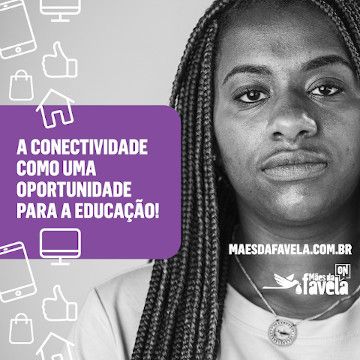 A CONECTIVIDADE
COMO UMA
OPORTUNIDADE
PARA A EDUCAÇÃO!
MAESDAFAVELA.COM.BR
ON
Mães da
favela